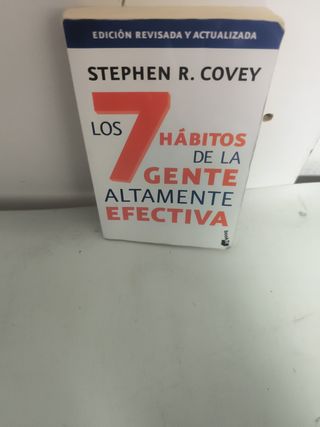 EDICIÓN REVISADA Y ACTUALIZADA
STEPHEN R. COVEY
LOS 7 HÁBITOS
DE LA
GENTE
ALTAMENTE
EFECTIVA